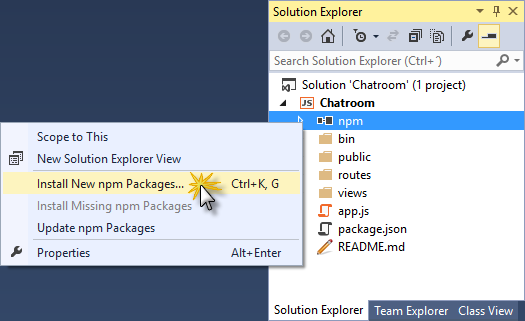 Solution Explorer
Search Solution Explorer (Ctrl+´)
Solution 'Chatroom' (1 project)
JS Chatroom
npm
bin
public
routes
views
app.js
package.json
README.md
Solution Explorer Team Explorer Class View
Scope to This
New Solution Explorer View
Install New npm Packages... Ctrl+K, G
Install Missing npm Packages
Update npm Packages
Properties Alt+Enter